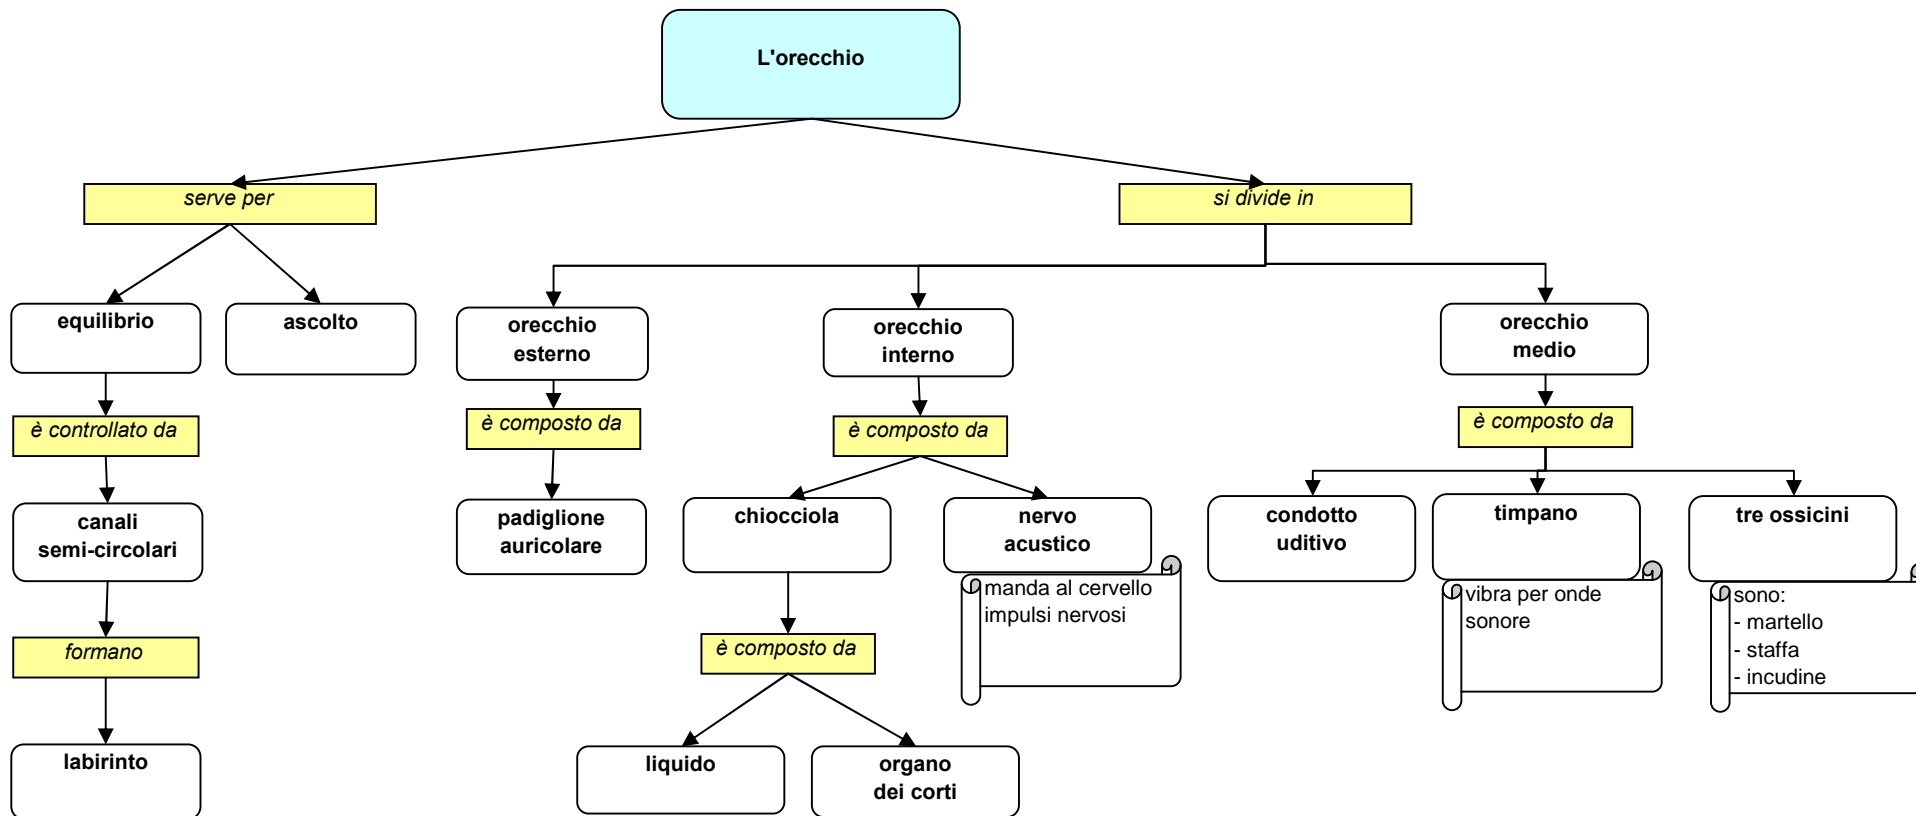 L'orecchio
serve per
si divide in
equilibrio
ascolto
orecchio
esterno
orecchio
interno
orecchio
medio
è controllato da
è composto da
è composto da
è composto da
canali
semi-circolari
padiglione
auricolare
chiocciola
nervo
acustico
condotto
uditivo
timpano
tre ossicini
manda al cervello
impulsi nervosi
vibra per onde
sonore
sono:
- martello
- staffa
- incudine
formano
è composto da
labirinto
liquido
organo
dei corti